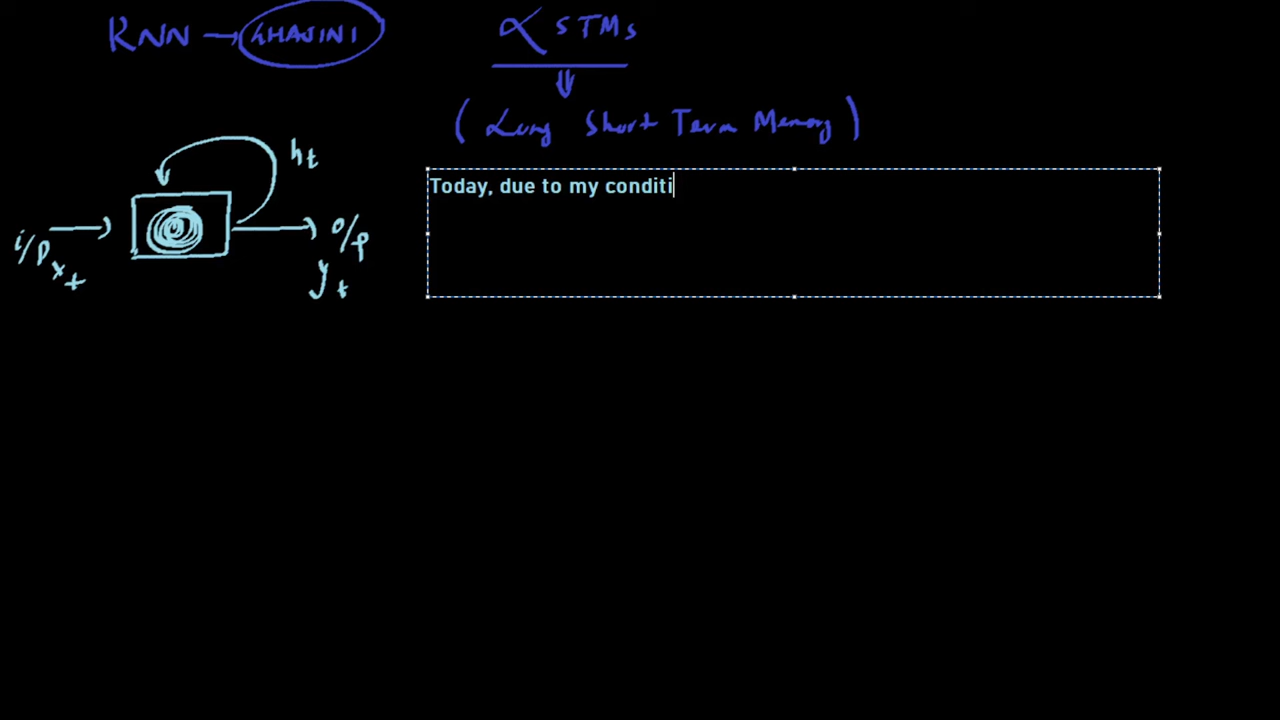 RNN → GHAJINI
LSTMs
(Long Short Term Memory)
ht
Today, due to my conditi
i/p xt
o/p
yt